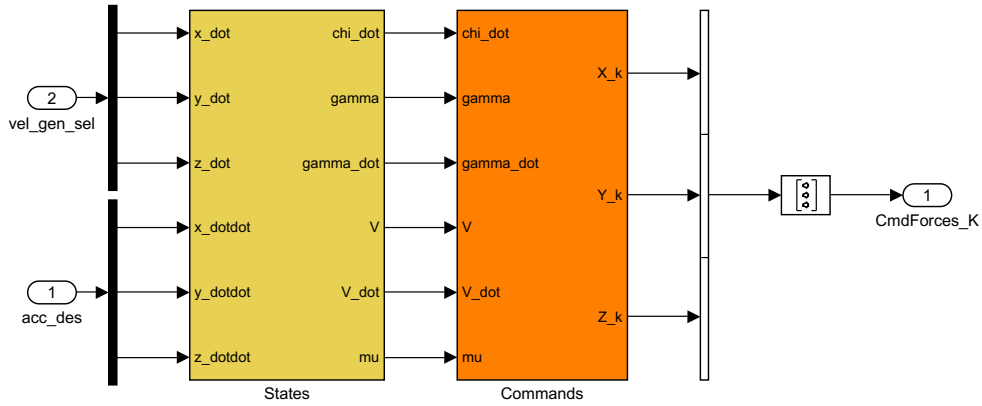 2
vel_gen_sel
1
acc_des
x_dot
y_dot
z_dot
x_dotdot
y_dotdot
z_dotdot
chi_dot
gamma
gamma_dot
V
V_dot
mu
States
chi_dot
gamma
gamma_dot
V
V_dot
mu
X_k
Y_k
Z_k
Commands
1
CmdForces_K